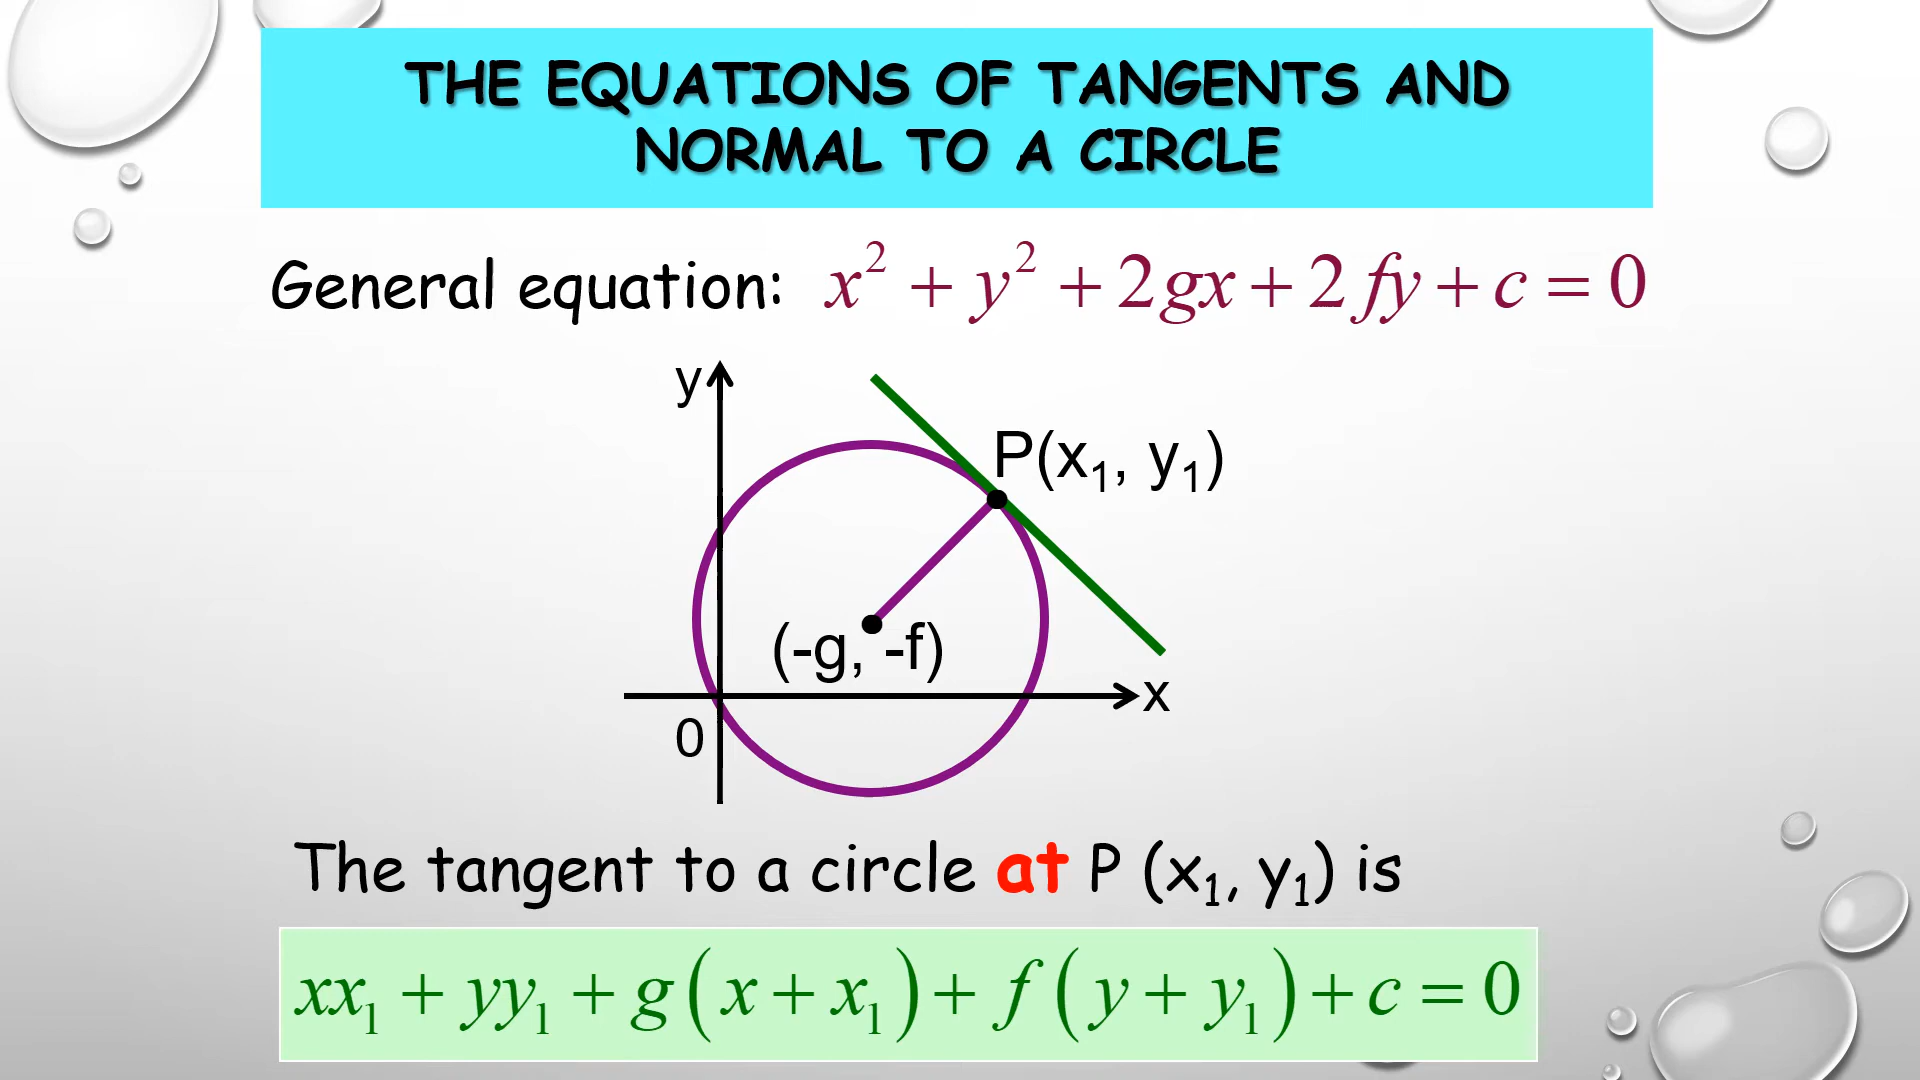 THE EQUATIONS OF TANGENTS AND
NORMAL TO A CIRCLE
General equation: x² + y² + 2gx + 2fy + c = 0
y
P(x₁, y₁)
(-g, -f)
x
0
The tangent to a circle at P (x₁, y₁) is
xx₁ + yy₁ + g(x + x₁) + f(y + y₁) + c = 0